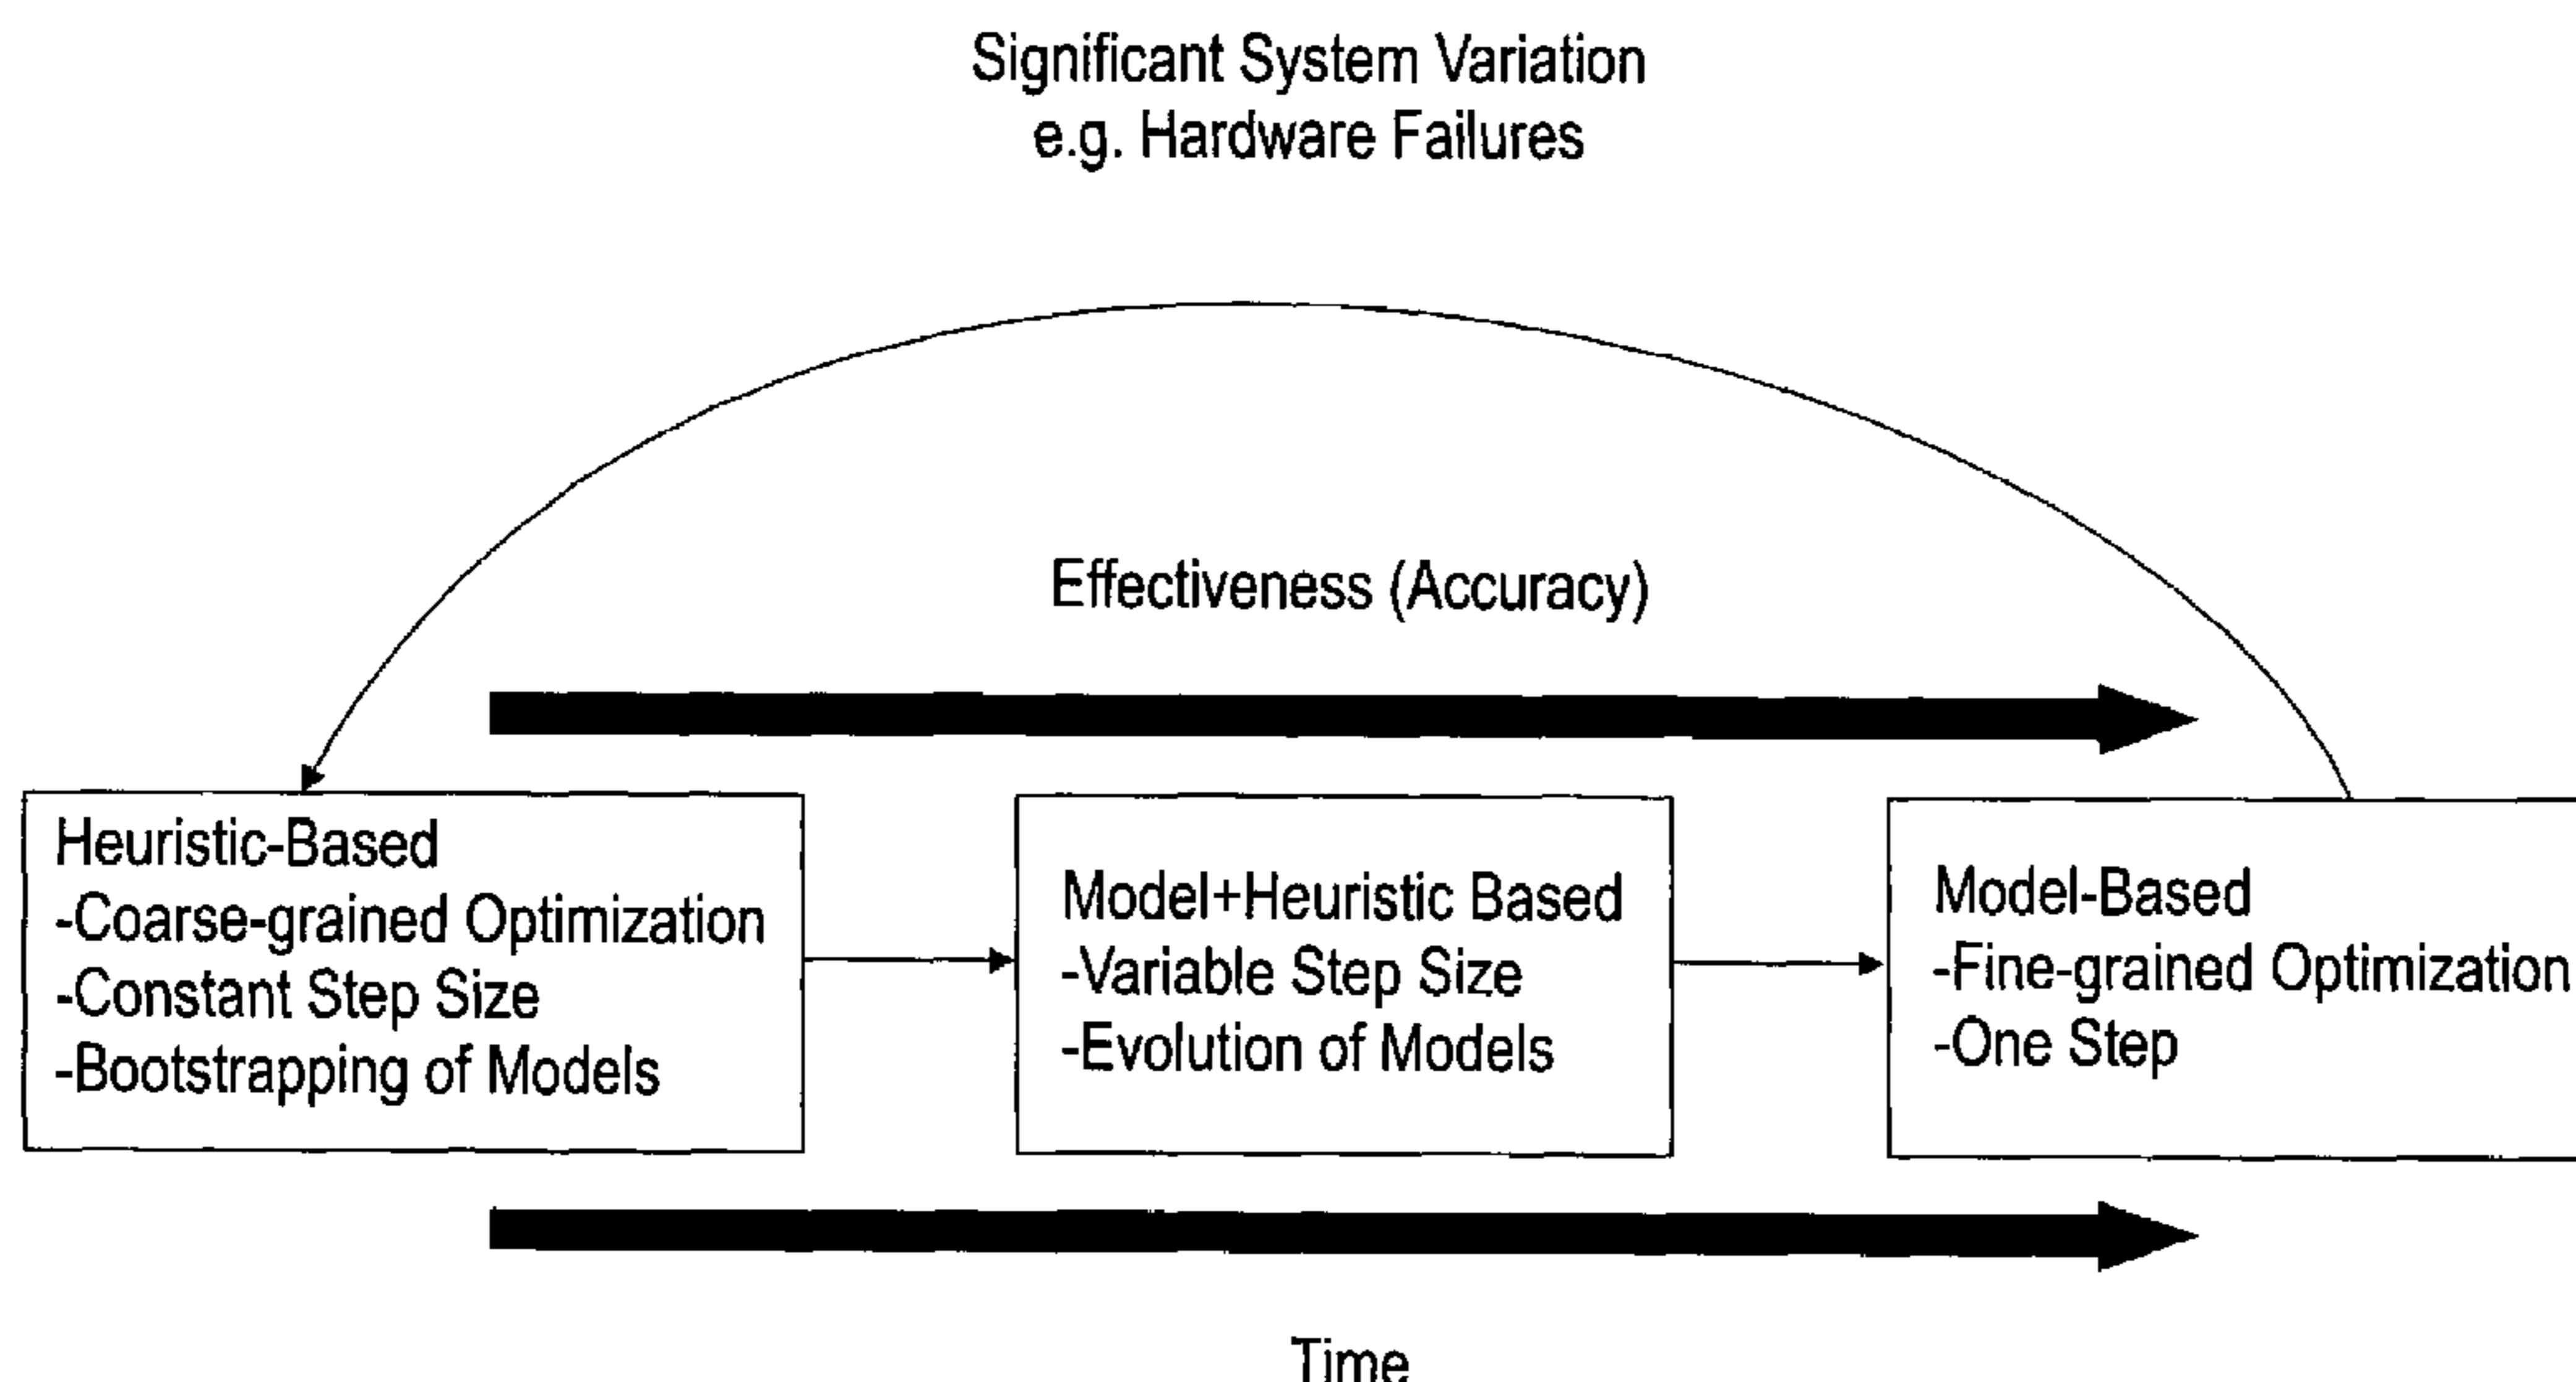 Significant System Variation
e.g. Hardware Failures
Effectiveness (Accuracy)
Heuristic-Based
-Coarse-grained Optimization
-Constant Step Size
-Bootstrapping of Models
Model+Heuristic Based
-Variable Step Size
-Evolution of Models
Model-Based
-Fine-grained Optimization
-One Step
Time